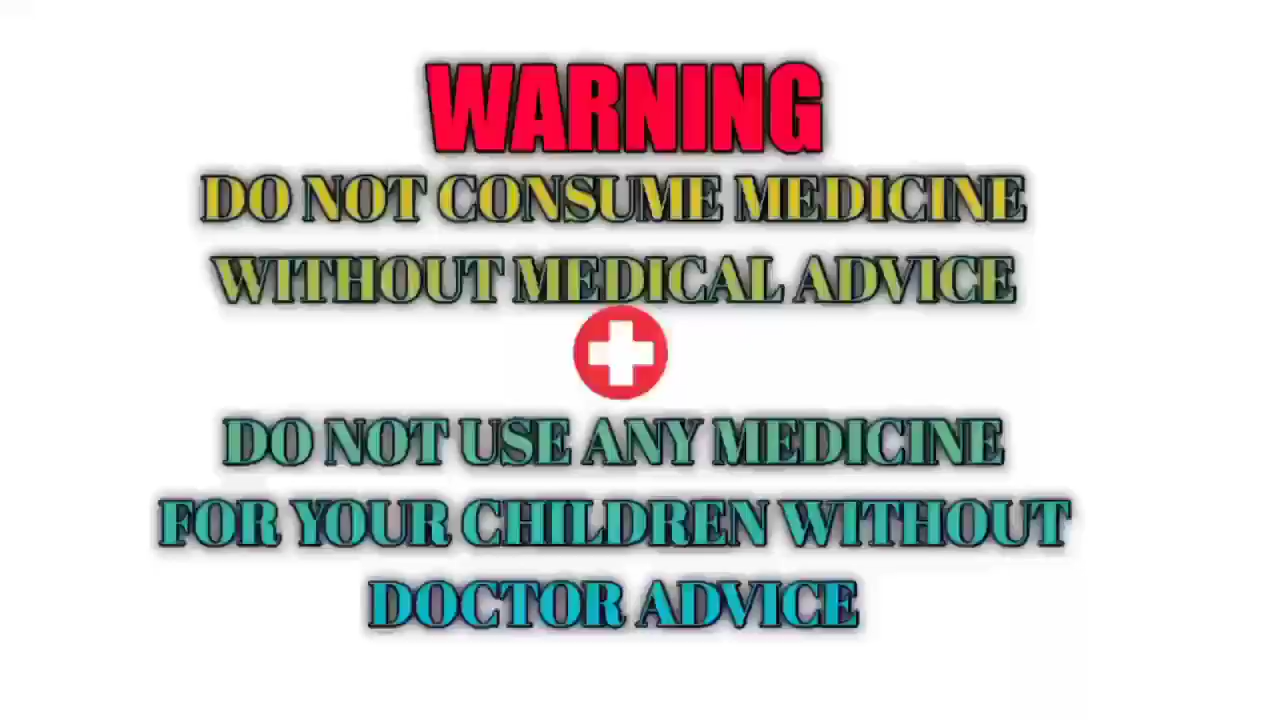 WARNING
DO NOT CONSUME MEDICINE
WITHOUT MEDICAL ADVICE
DO NOT USE ANY MEDICINE
FOR YOUR CHILDREN WITHOUT
DOCTOR ADVICE